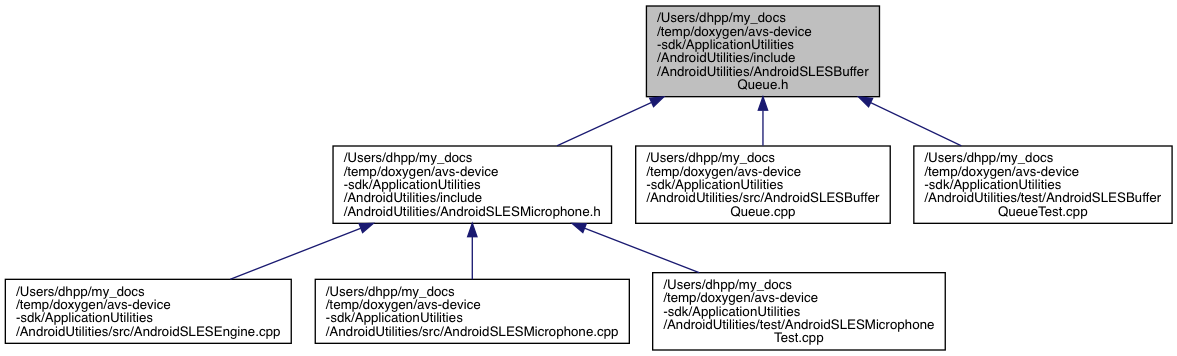 /Users/dhpp/my_docs
/temp/doxygen/avs-device
-sdk/ApplicationUtilities
/AndroidUtilities/include
/AndroidUtilities/AndroidSLESBuffer
Queue.h
/Users/dhpp/my_docs
/temp/doxygen/avs-device
-sdk/ApplicationUtilities
/AndroidUtilities/include
/AndroidUtilities/AndroidSLESMicrophone.h
/Users/dhpp/my_docs
/temp/doxygen/avs-device
-sdk/ApplicationUtilities
/AndroidUtilities/src/AndroidSLESBuffer
Queue.cpp
/Users/dhpp/my_docs
/temp/doxygen/avs-device
-sdk/ApplicationUtilities
/AndroidUtilities/test/AndroidSLESBuffer
QueueTest.cpp
/Users/dhpp/my_docs
/temp/doxygen/avs-device
-sdk/ApplicationUtilities
/AndroidUtilities/src/AndroidSLESEngine.cpp
/Users/dhpp/my_docs
/temp/doxygen/avs-device
-sdk/ApplicationUtilities
/AndroidUtilities/src/AndroidSLESMicrophone.cpp
/Users/dhpp/my_docs
/temp/doxygen/avs-device
-sdk/ApplicationUtilities
/AndroidUtilities/test/AndroidSLESMicrophone
Test.cpp